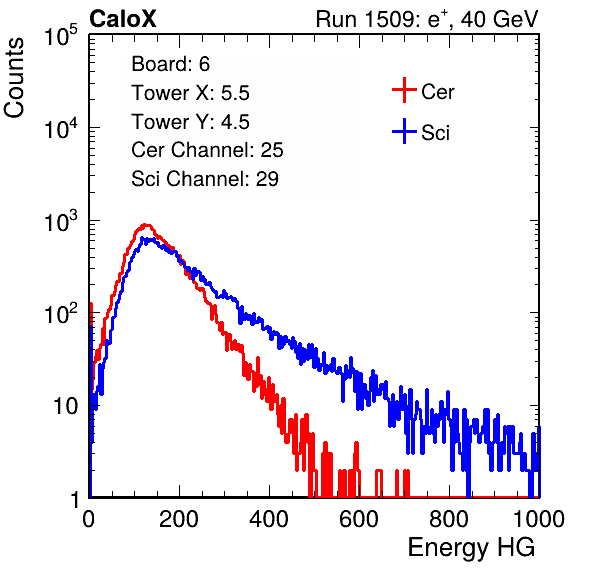 CaloX Run 1509: e⁺, 40 GeV
Counts
10⁵
10⁴
10³
10²
10
1
Board: 6
Tower X: 5.5
Tower Y: 4.5
Cer Channel: 25
Sci Channel: 29
Cer
Sci
0 200 400 600 800 1000
Energy HG